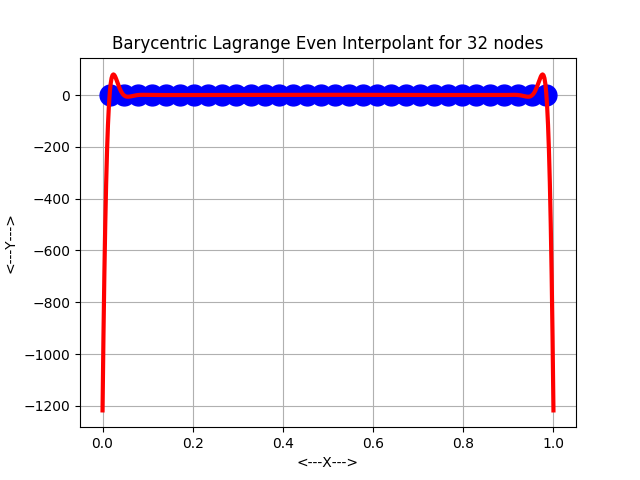 Barycentric Lagrange Even Interpolant for 32 nodes
0
−200
−400
−600
−800
−1000
−1200
<---Y--->
0.0 0.2 0.4 0.6 0.8 1.0
<---X--->